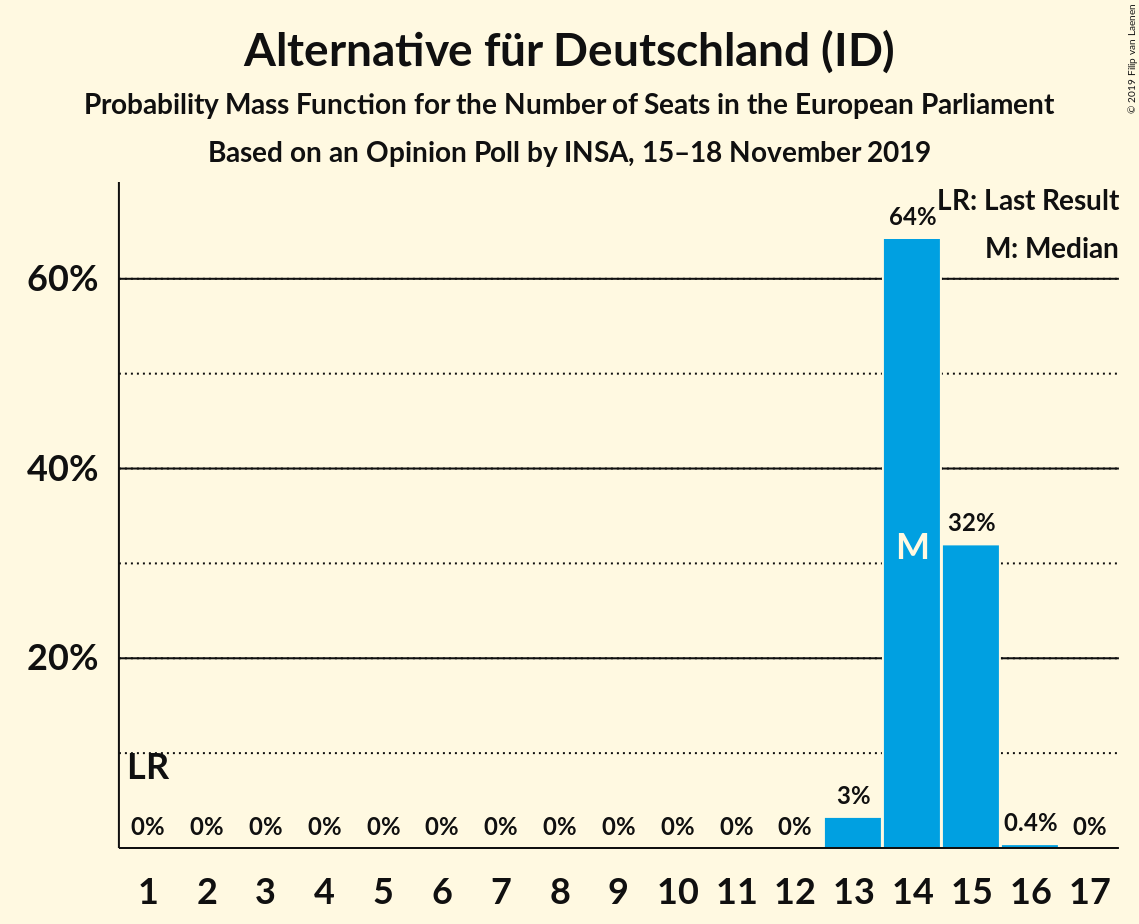 Alternative für Deutschland (ID)
Probability Mass Function for the Number of Seats in the European Parliament
Based on an Opinion Poll by INSA, 15–18 November 2019
© 2019 Filip van Laenen
LR: Last Result
M: Median
64%
60%
40%
32%
M
20%
LR
3%
0% 0% 0% 0% 0% 0% 0% 0% 0% 0% 0% 0% 0.4% 0%
1 2 3 4 5 6 7 8 9 10 11 12 13 14 15 16 17